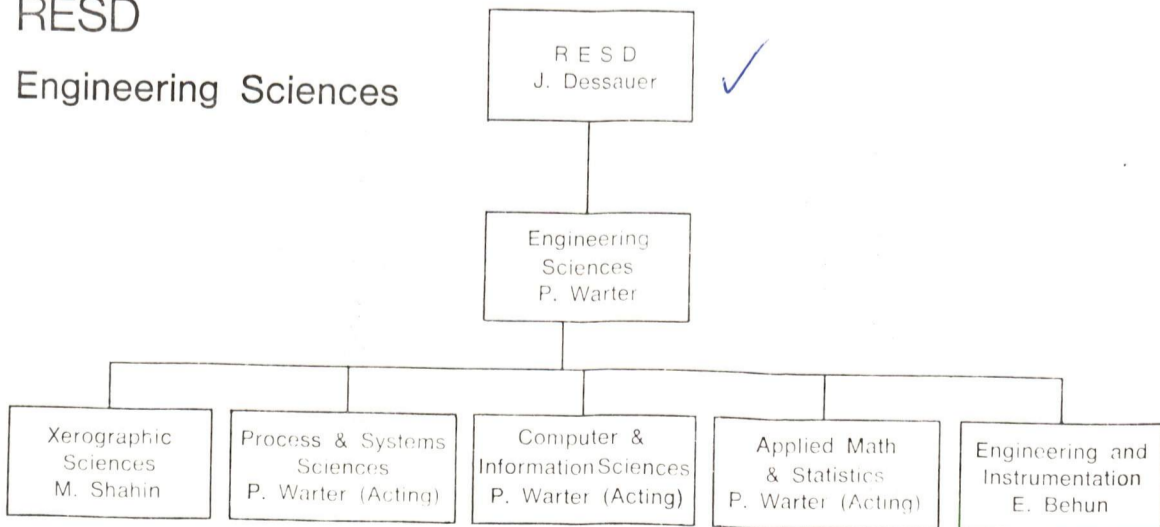 RESD
Engineering Sciences
R E S D
J. Dessauer
Engineering
Sciences
P. Warter
Xerographic
Sciences
M. Shahin
Process & Systems
Sciences
P. Warter (Acting)
Computer &
Information Sciences
P. Warter (Acting)
Applied Math
& Statistics
P. Warter (Acting)
Engineering and
Instrumentation
E. Behun